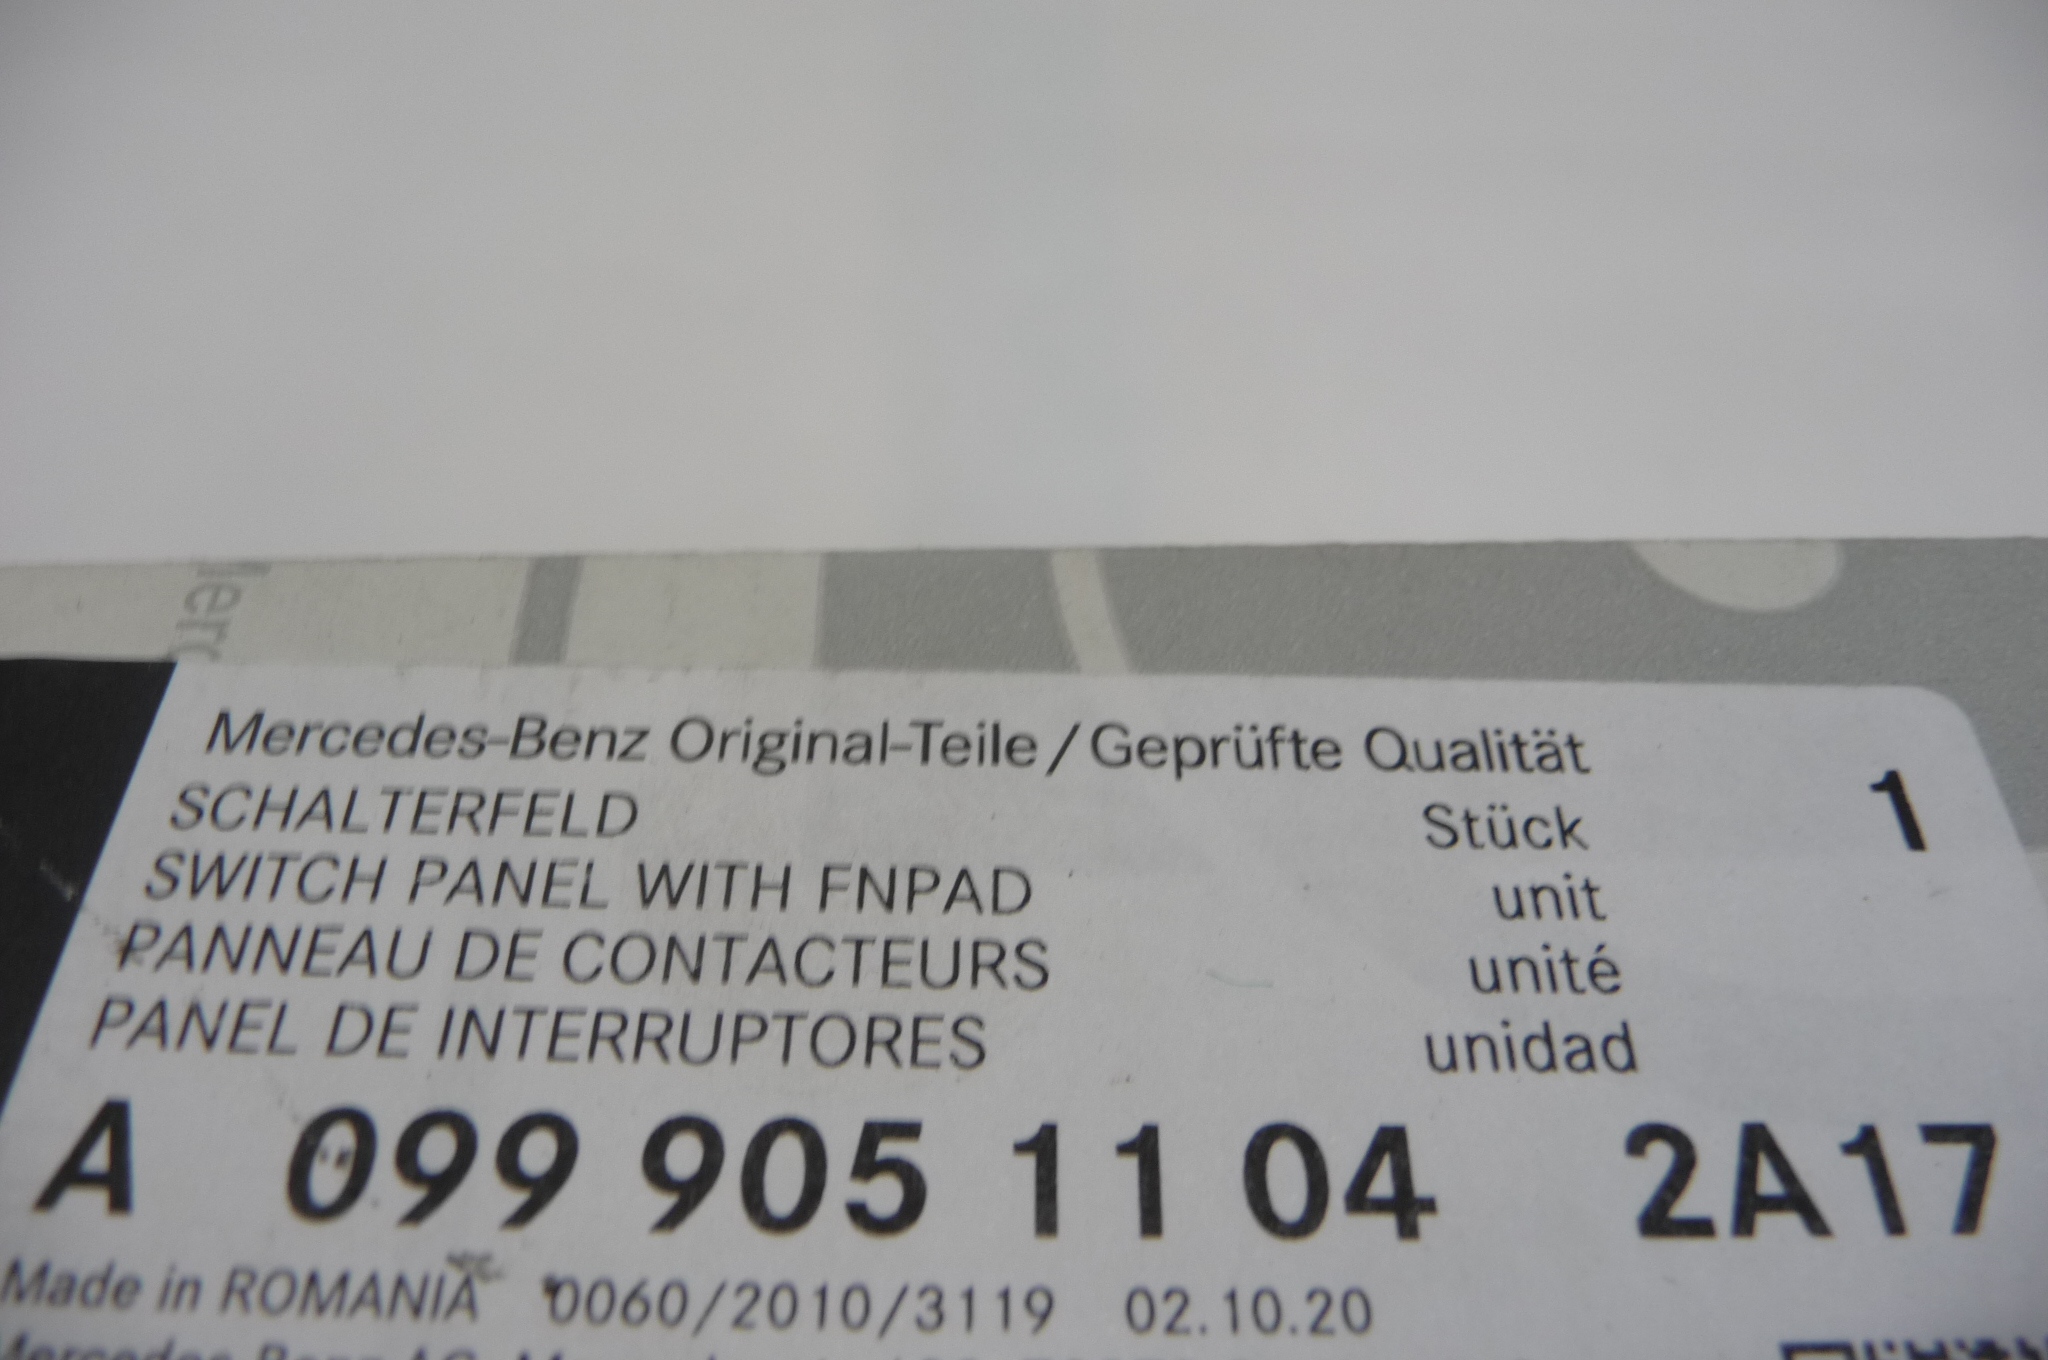 Mercedes-Benz Original-Teile / Geprüfte Qualität
SCHALTERFELD Stück 1
SWITCH PANEL WITH FNPAD unit
PANNEAU DE CONTACTEURS unité
PANEL DE INTERRUPTORES unidad
A 099 905 11 04 2A17
Made in ROMANIA 0060/2010/3119 02.10.20